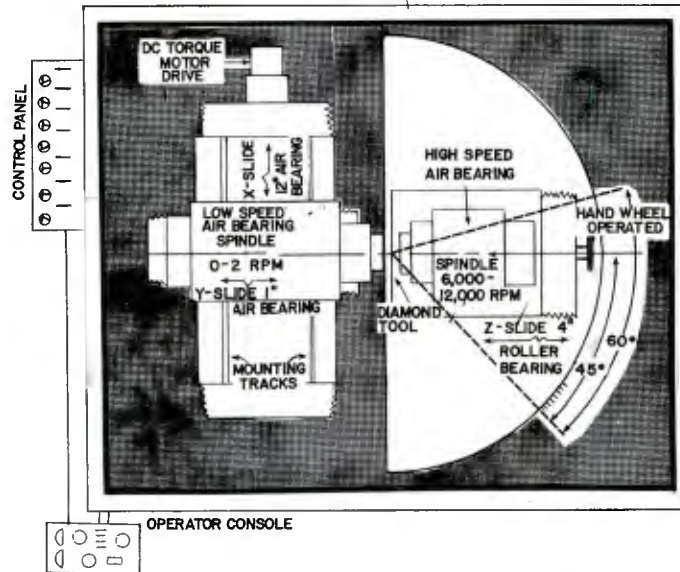 DC TORQUE
MOTOR
DRIVE
CONTROL PANEL
X-SLIDE
12" AIR
BEARING
LOW SPEED
AIR BEARING
SPINDLE
0-2 RPM
Y-SLIDE 1"
AIR BEARING
MOUNTING
TRACKS
HIGH SPEED
AIR BEARING
HAND WHEEL
OPERATED
SPINDLE
6,000-
12,000 RPM
DIAMOND
TOOL
Z-SLIDE 4"
ROLLER
BEARING
45°
60°
OPERATOR CONSOLE